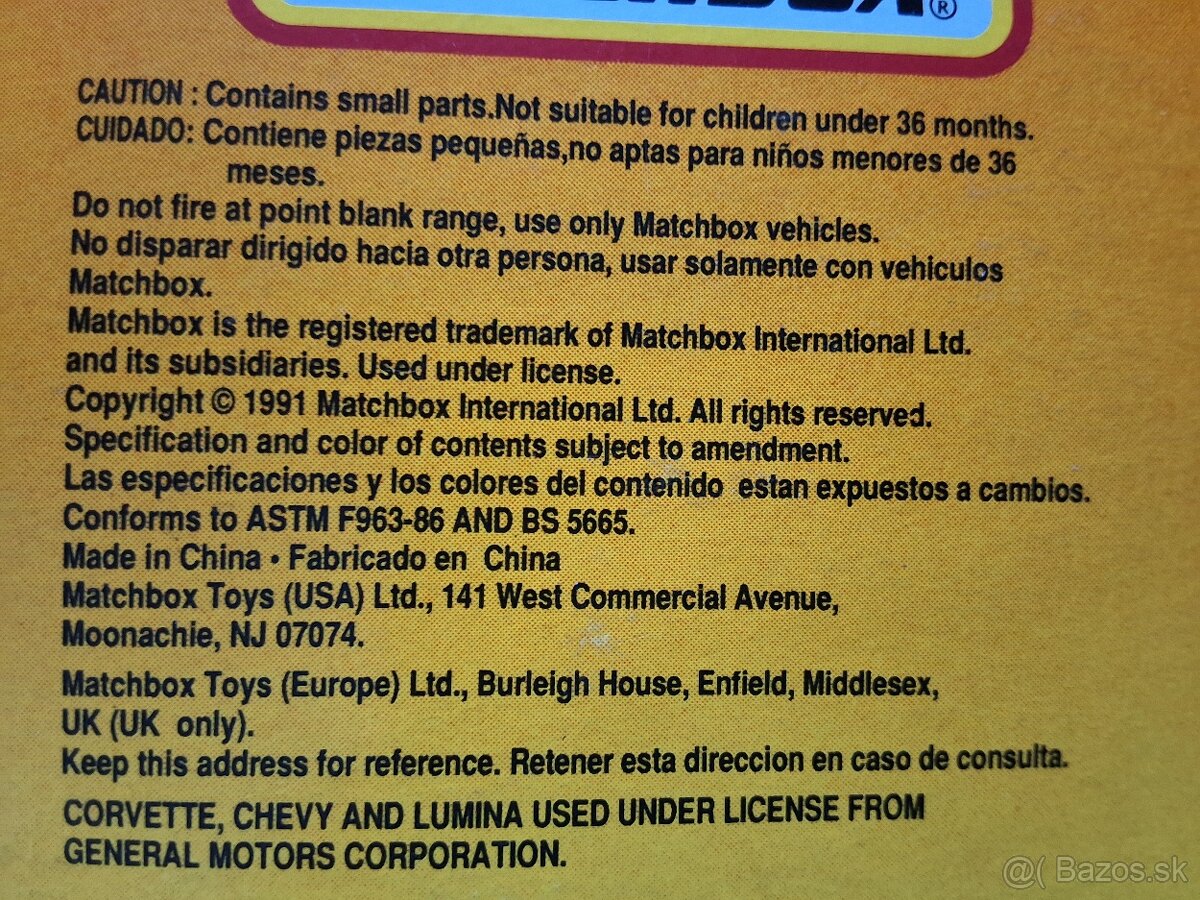 ®
CAUTION : Contains small parts.Not suitable for children under 36 months.
CUIDADO: Contiene piezas pequeñas,no aptas para niños menores de 36
meses.
Do not fire at point blank range, use only Matchbox vehicles.
No disparar dirigido hacia otra persona, usar solamente con vehiculos
Matchbox.
Matchbox is the registered trademark of Matchbox International Ltd.
and its subsidiaries. Used under license.
Copyright © 1991 Matchbox International Ltd. All rights reserved.
Specification and color of contents subject to amendment.
Las especificaciones y los colores del contenido estan expuestos a cambios.
Conforms to ASTM F963-86 AND BS 5665.
Made in China • Fabricado en China
Matchbox Toys (USA) Ltd., 141 West Commercial Avenue,
Moonachie, NJ 07074.
Matchbox Toys (Europe) Ltd., Burleigh House, Enfield, Middlesex,
UK (UK only).
Keep this address for reference. Retener esta direccion en caso de consulta.
CORVETTE, CHEVY AND LUMINA USED UNDER LICENSE FROM
GENERAL MOTORS CORPORATION.
@( Bazos.sk